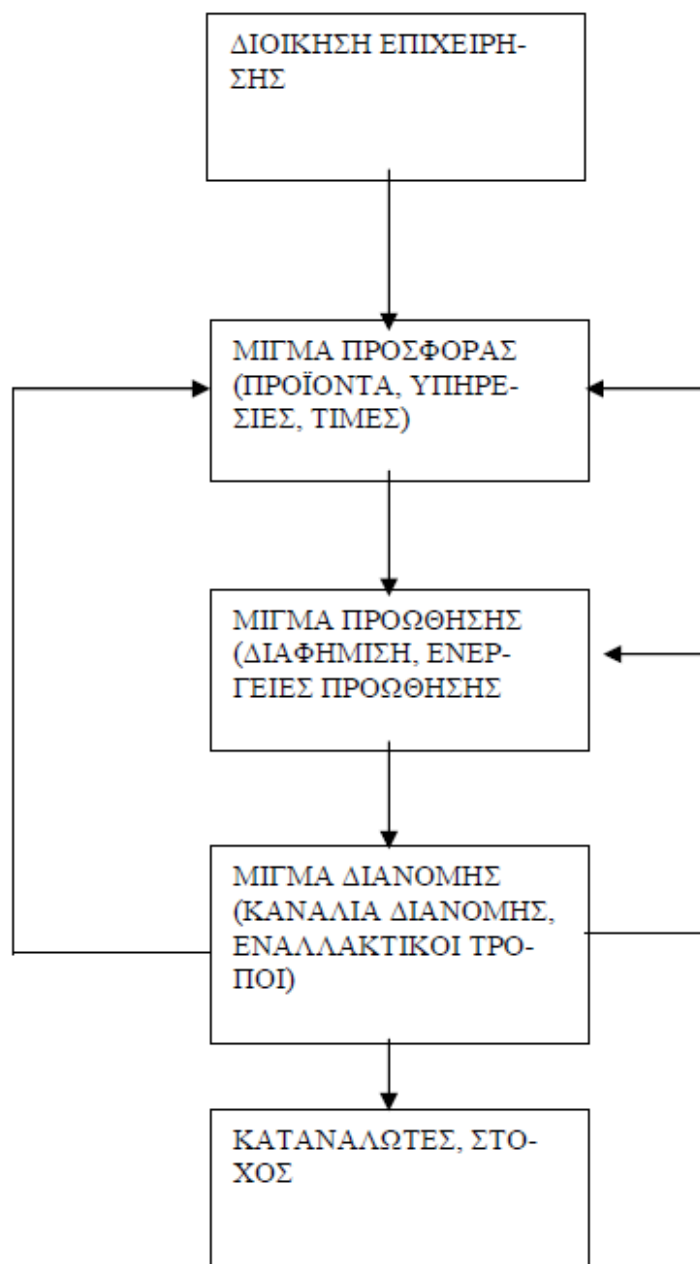 ΔΙΟΙΚΗΣΗ ΕΠΙΧΕΙΡΗ-
ΣΗΣ
ΜΙΓΜΑ ΠΡΟΣΦΟΡΑΣ
(ΠΡΟΪΟΝΤΑ, ΥΠΗΡΕ-
ΣΙΕΣ, ΤΙΜΕΣ)
ΜΙΓΜΑ ΠΡΟΩΘΗΣΗΣ
(ΔΙΑΦΗΜΙΣΗ, ΕΝΕΡ-
ΓΕΙΕΣ ΠΡΟΩΘΗΣΗΣ
ΜΙΓΜΑ ΔΙΑΝΟΜΗΣ
(ΚΑΝΑΛΙΑ ΔΙΑΝΟΜΗΣ,
ΕΝΑΛΛΑΚΤΙΚΟΙ ΤΡΟ-
ΠΟΙ)
ΚΑΤΑΝΑΛΩΤΕΣ, ΣΤΟ-
ΧΟΣ